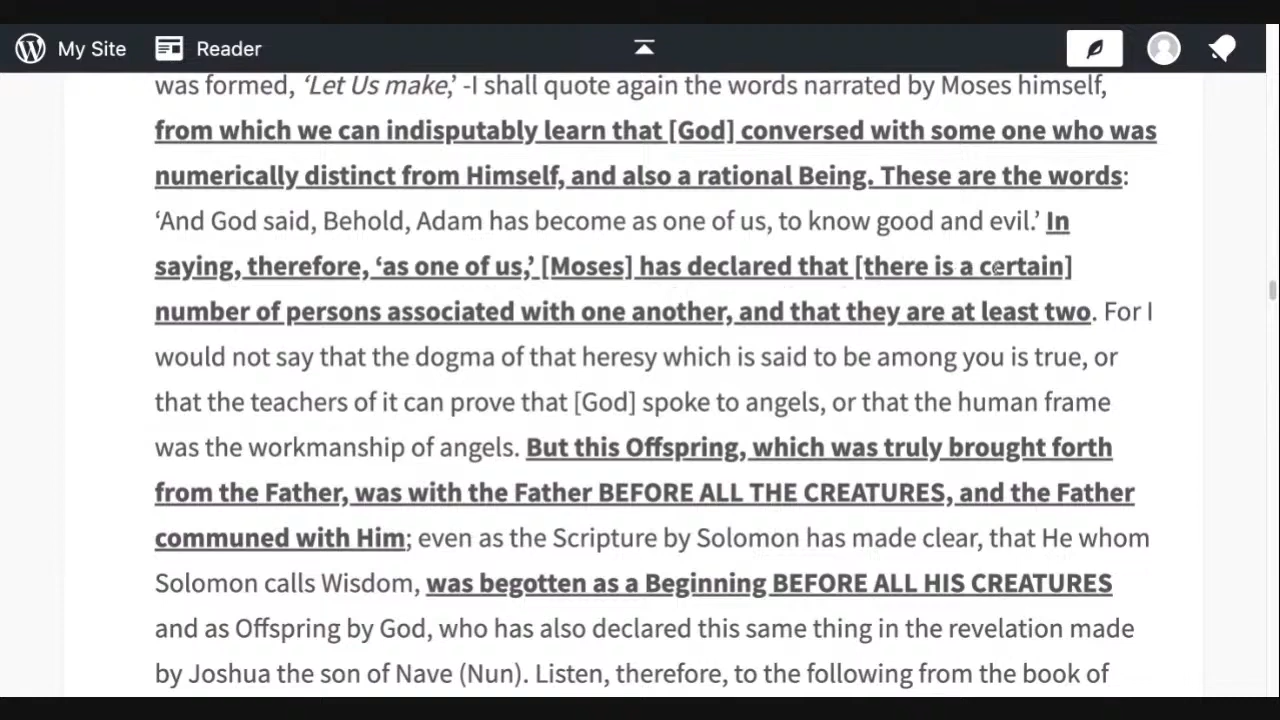 My Site Reader
was formed, ‘Let Us make,’ -I shall quote again the words narrated by Moses himself,
from which we can indisputably learn that [God] conversed with some one who was
numerically distinct from Himself, and also a rational Being. These are the words:
‘And God said, Behold, Adam has become as one of us, to know good and evil.’ In
saying, therefore, ‘as one of us,’ [Moses] has declared that [there is a certain]
number of persons associated with one another, and that they are at least two. For I
would not say that the dogma of that heresy which is said to be among you is true, or
that the teachers of it can prove that [God] spoke to angels, or that the human frame
was the workmanship of angels. But this Offspring, which was truly brought forth
from the Father, was with the Father BEFORE ALL THE CREATURES, and the Father
communed with Him; even as the Scripture by Solomon has made clear, that He whom
Solomon calls Wisdom, was begotten as a Beginning BEFORE ALL HIS CREATURES
and as Offspring by God, who has also declared this same thing in the revelation made
by Joshua the son of Nave (Nun). Listen, therefore, to the following from the book of